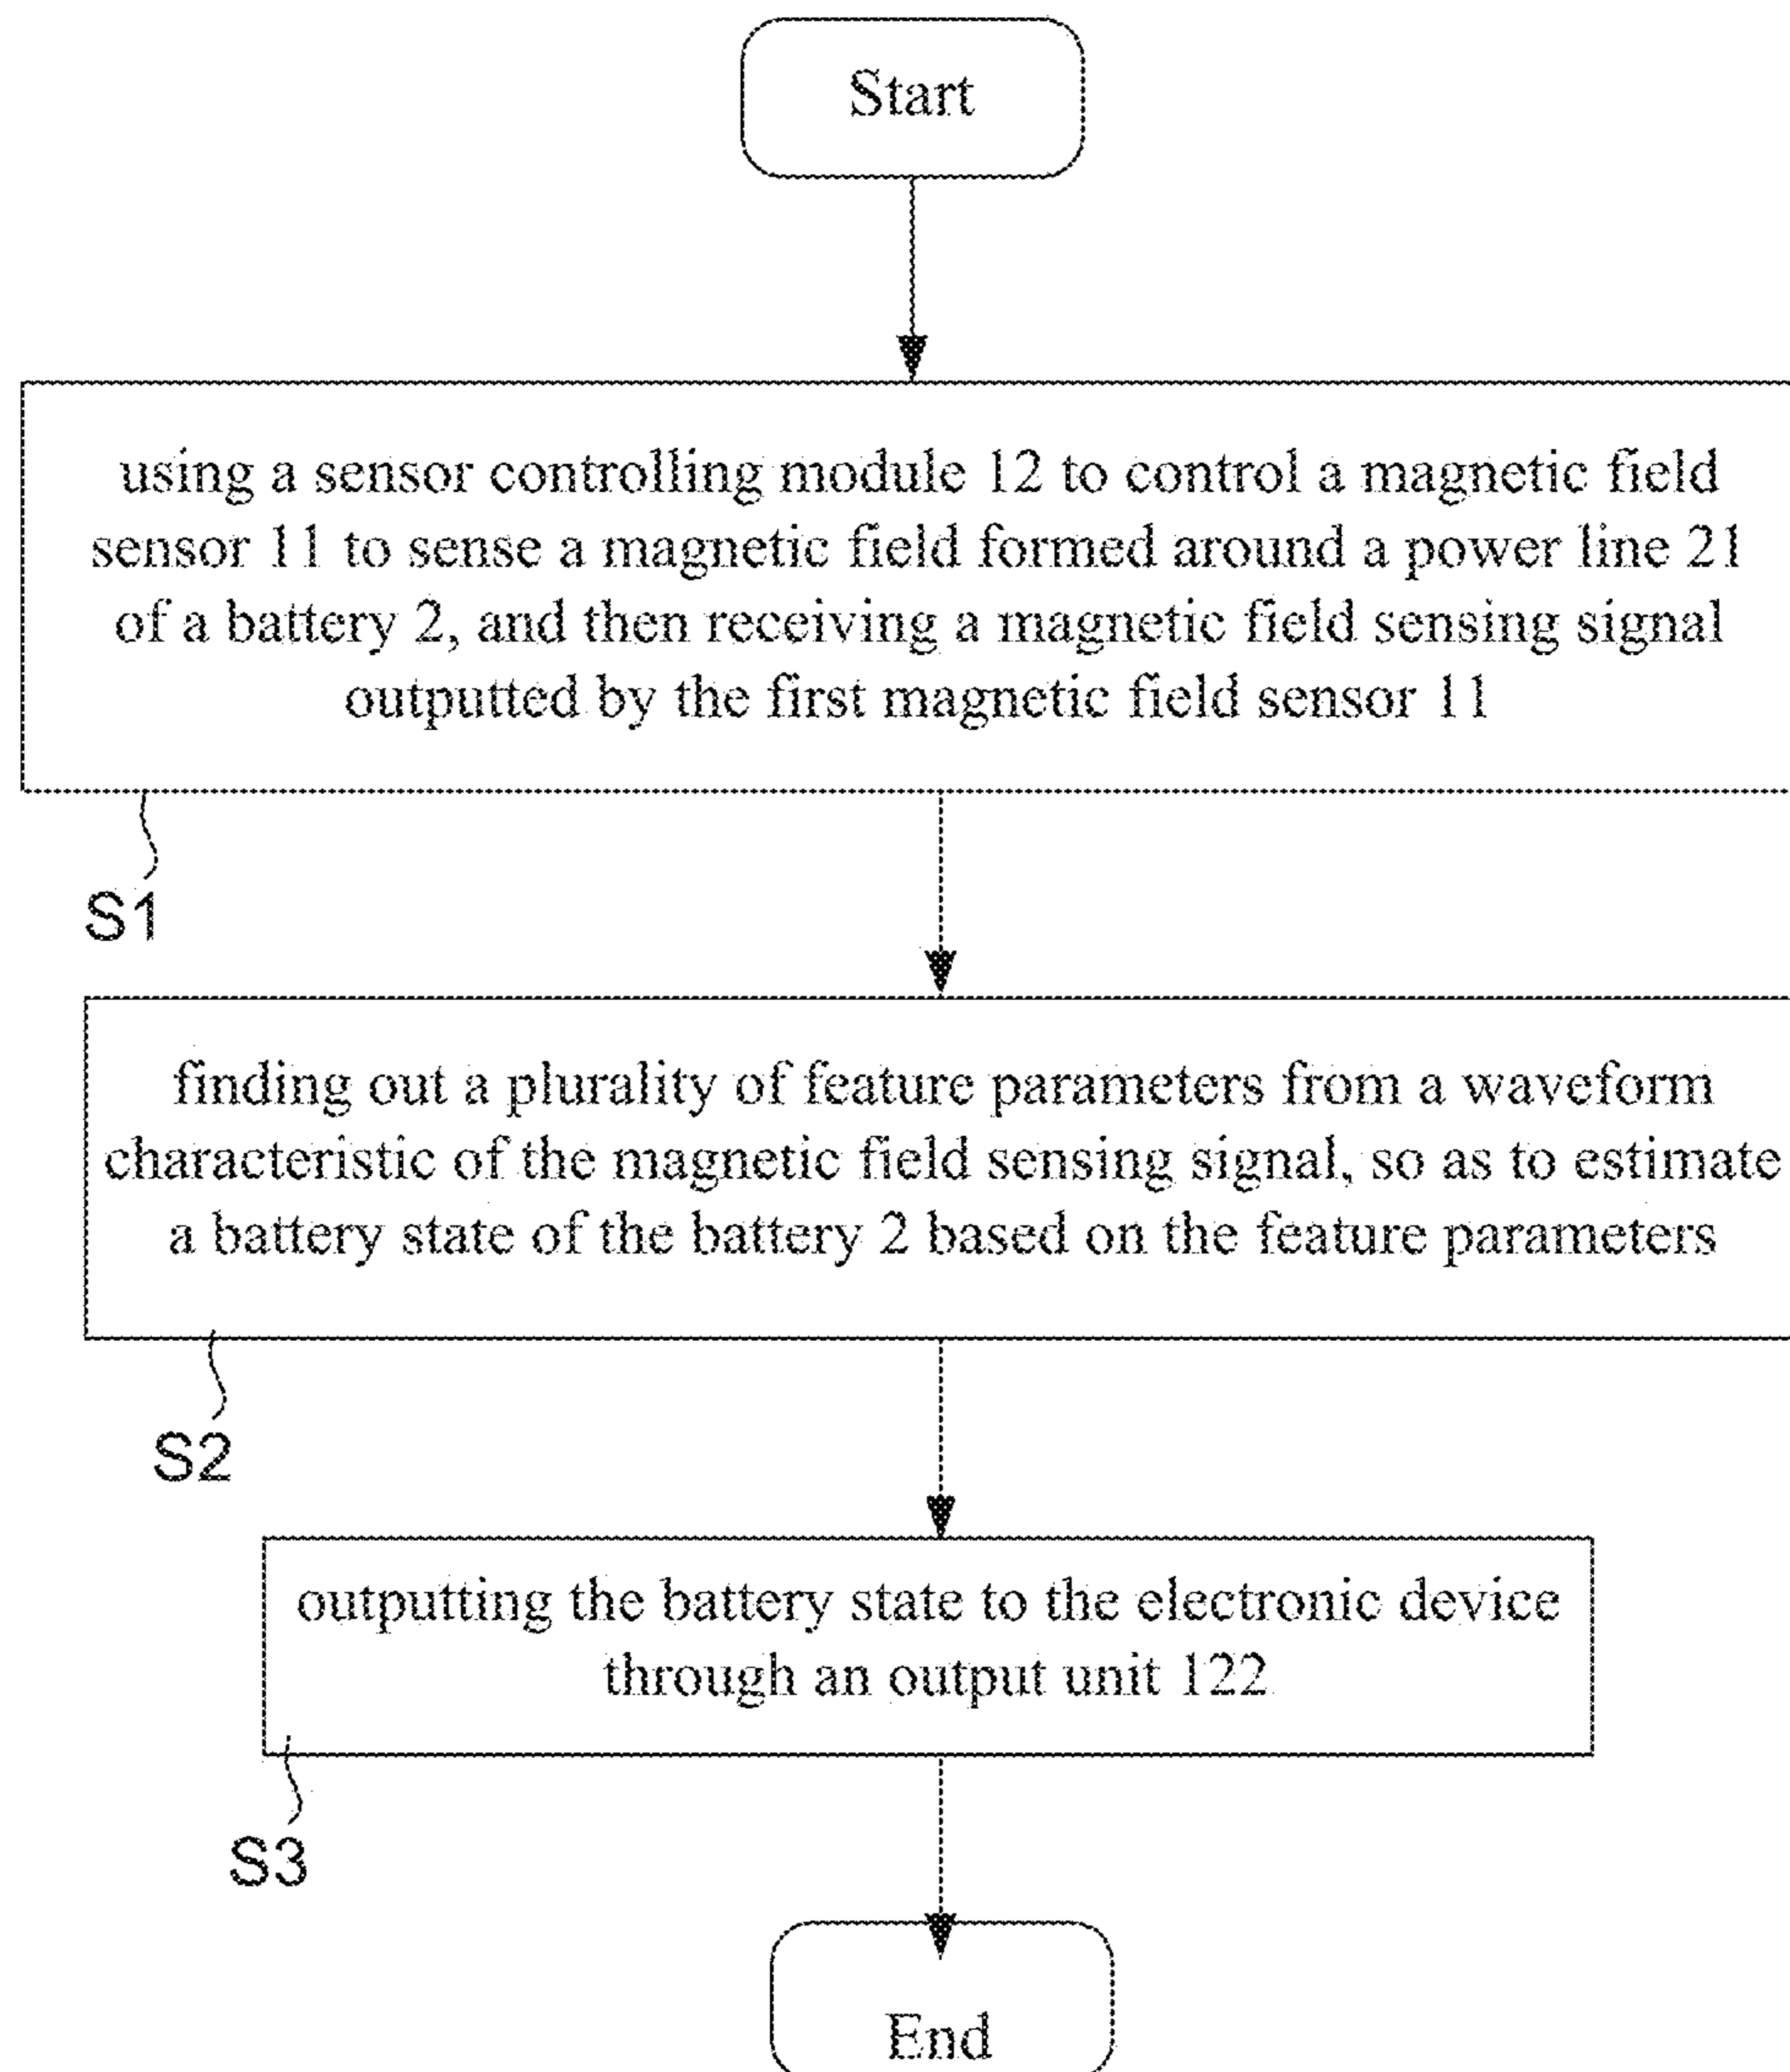 Start
using a sensor controlling module 12 to control a magnetic field
sensor 11 to sense a magnetic field formed around a power line 21
of a battery 2, and then receiving a magnetic field sensing signal
outputted by the first magnetic field sensor 11
S1
finding out a plurality of feature parameters from a waveform
characteristic of the magnetic field sensing signal, so as to estimate
a battery state of the battery 2 based on the feature parameters
S2
outputting the battery state to the electronic device
through an output unit 122
S3
End